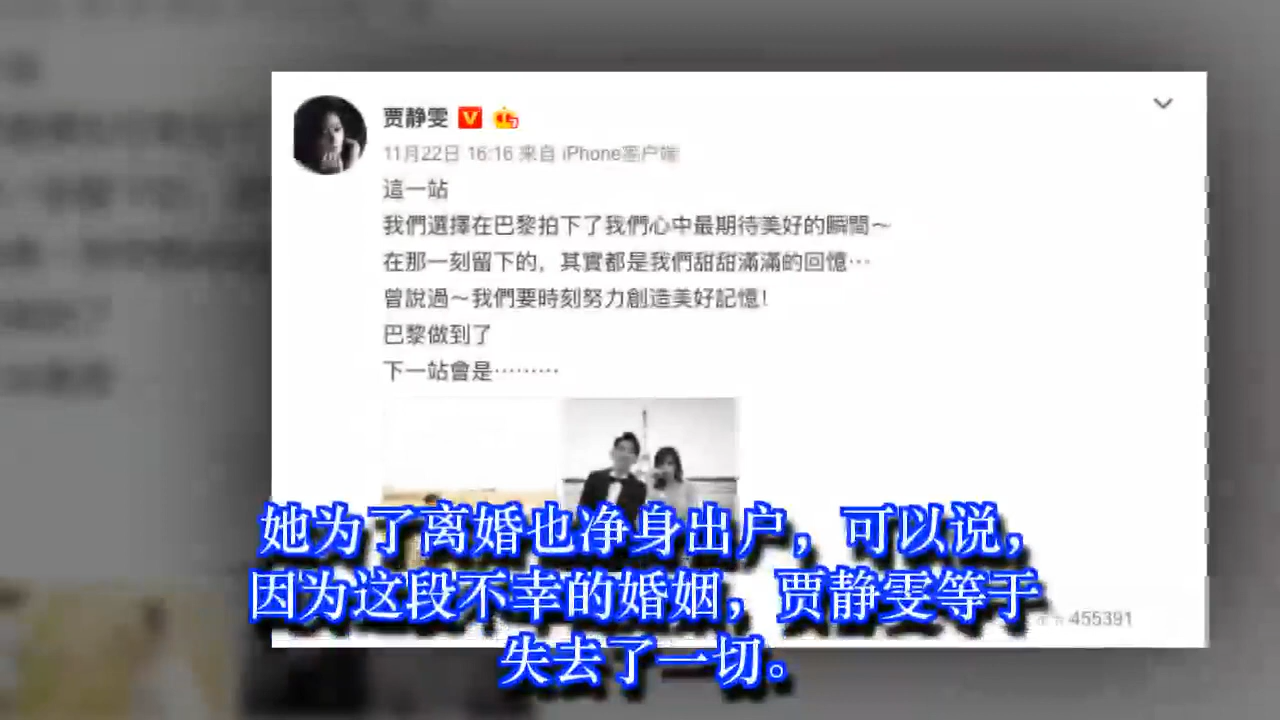 贾静雯
11月22日 16:16 来自 iPhone客户端
這一站
我們選擇在巴黎拍下了我們心中最期待美好的瞬間~
在那一刻留下的，其實都是我們甜甜滿滿的回憶…
曾說過~我們要時刻努力創造美好記憶!
巴黎做到了
下一站會是………
她为了离婚也净身出户，可以说，
因为这段不幸的婚姻，贾静雯等于
455391
失去了一切。